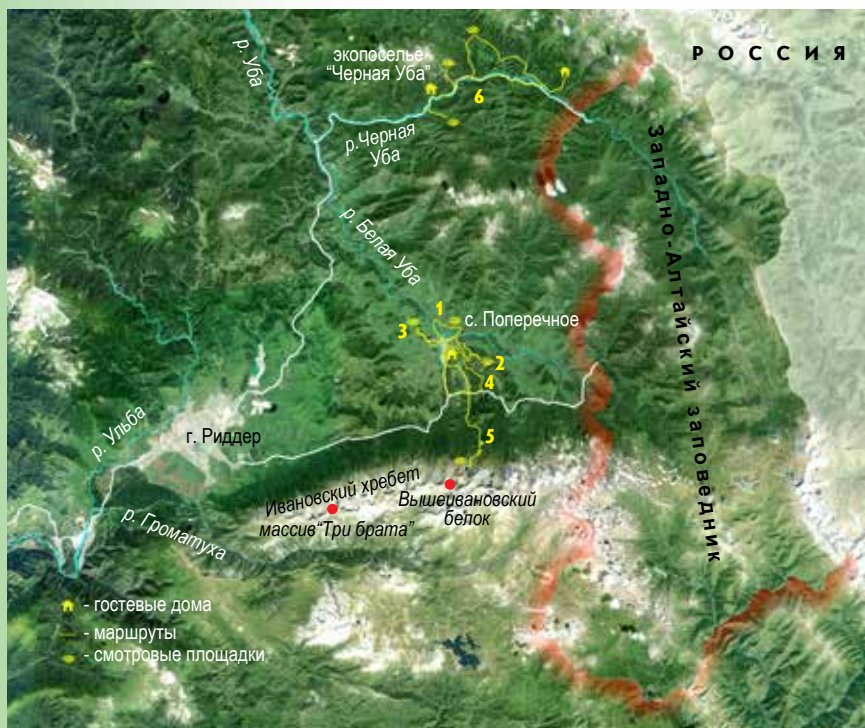 РОССИЯ
р. Уба
экопоселье
“Черная Уба”
6
р.Черная
Уба
Западно-Алтайский заповедник
р. Белая Уба
1
с. Поперечное
3
2
4
5
р. Ульба
г. Риддер
Ивановский хребет
Вышеивановский
белок
массив“Три брата”
р. Громатуха
- гостевые дома
- маршруты
- смотровые площадки